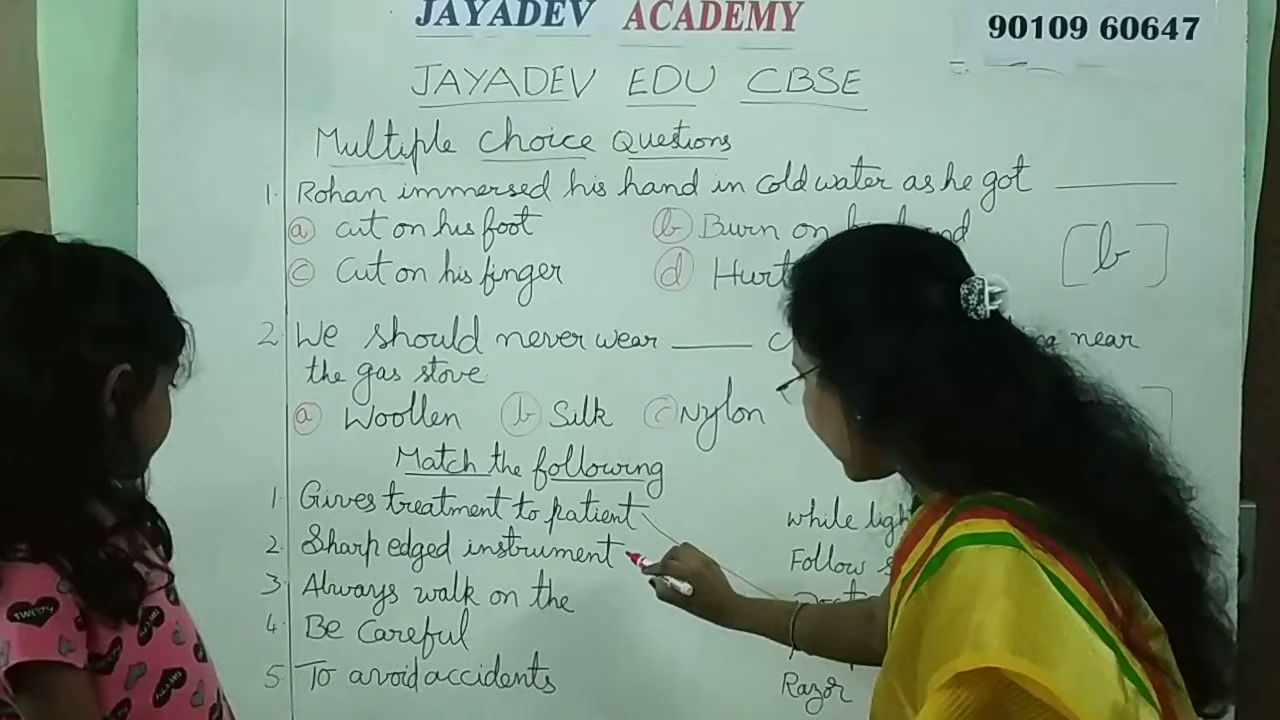 JAYADEV ACADEMY
90109 60647
JAYADEV EDU CBSE
Multiple Choice Questions
1. Rohan immersed his hand in cold water as he got ______
a cut on his foot b Burn on
c Cut on his finger d Hurt
[b]
2. We should never wear ____ near
the gas stove
a Woollen b Silk c Nylon
Match the following
1. Gives treatment to patient while
2. Sharp edged instrument Follow
3. Always walk on the
4. Be Careful
5. To avoid accidents Razor